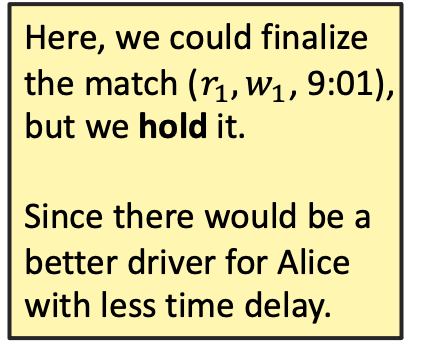 Here, we could finalize
the match (r₁, w₁, 9:01),
but we hold it.
Since there would be a
better driver for Alice
with less time delay.